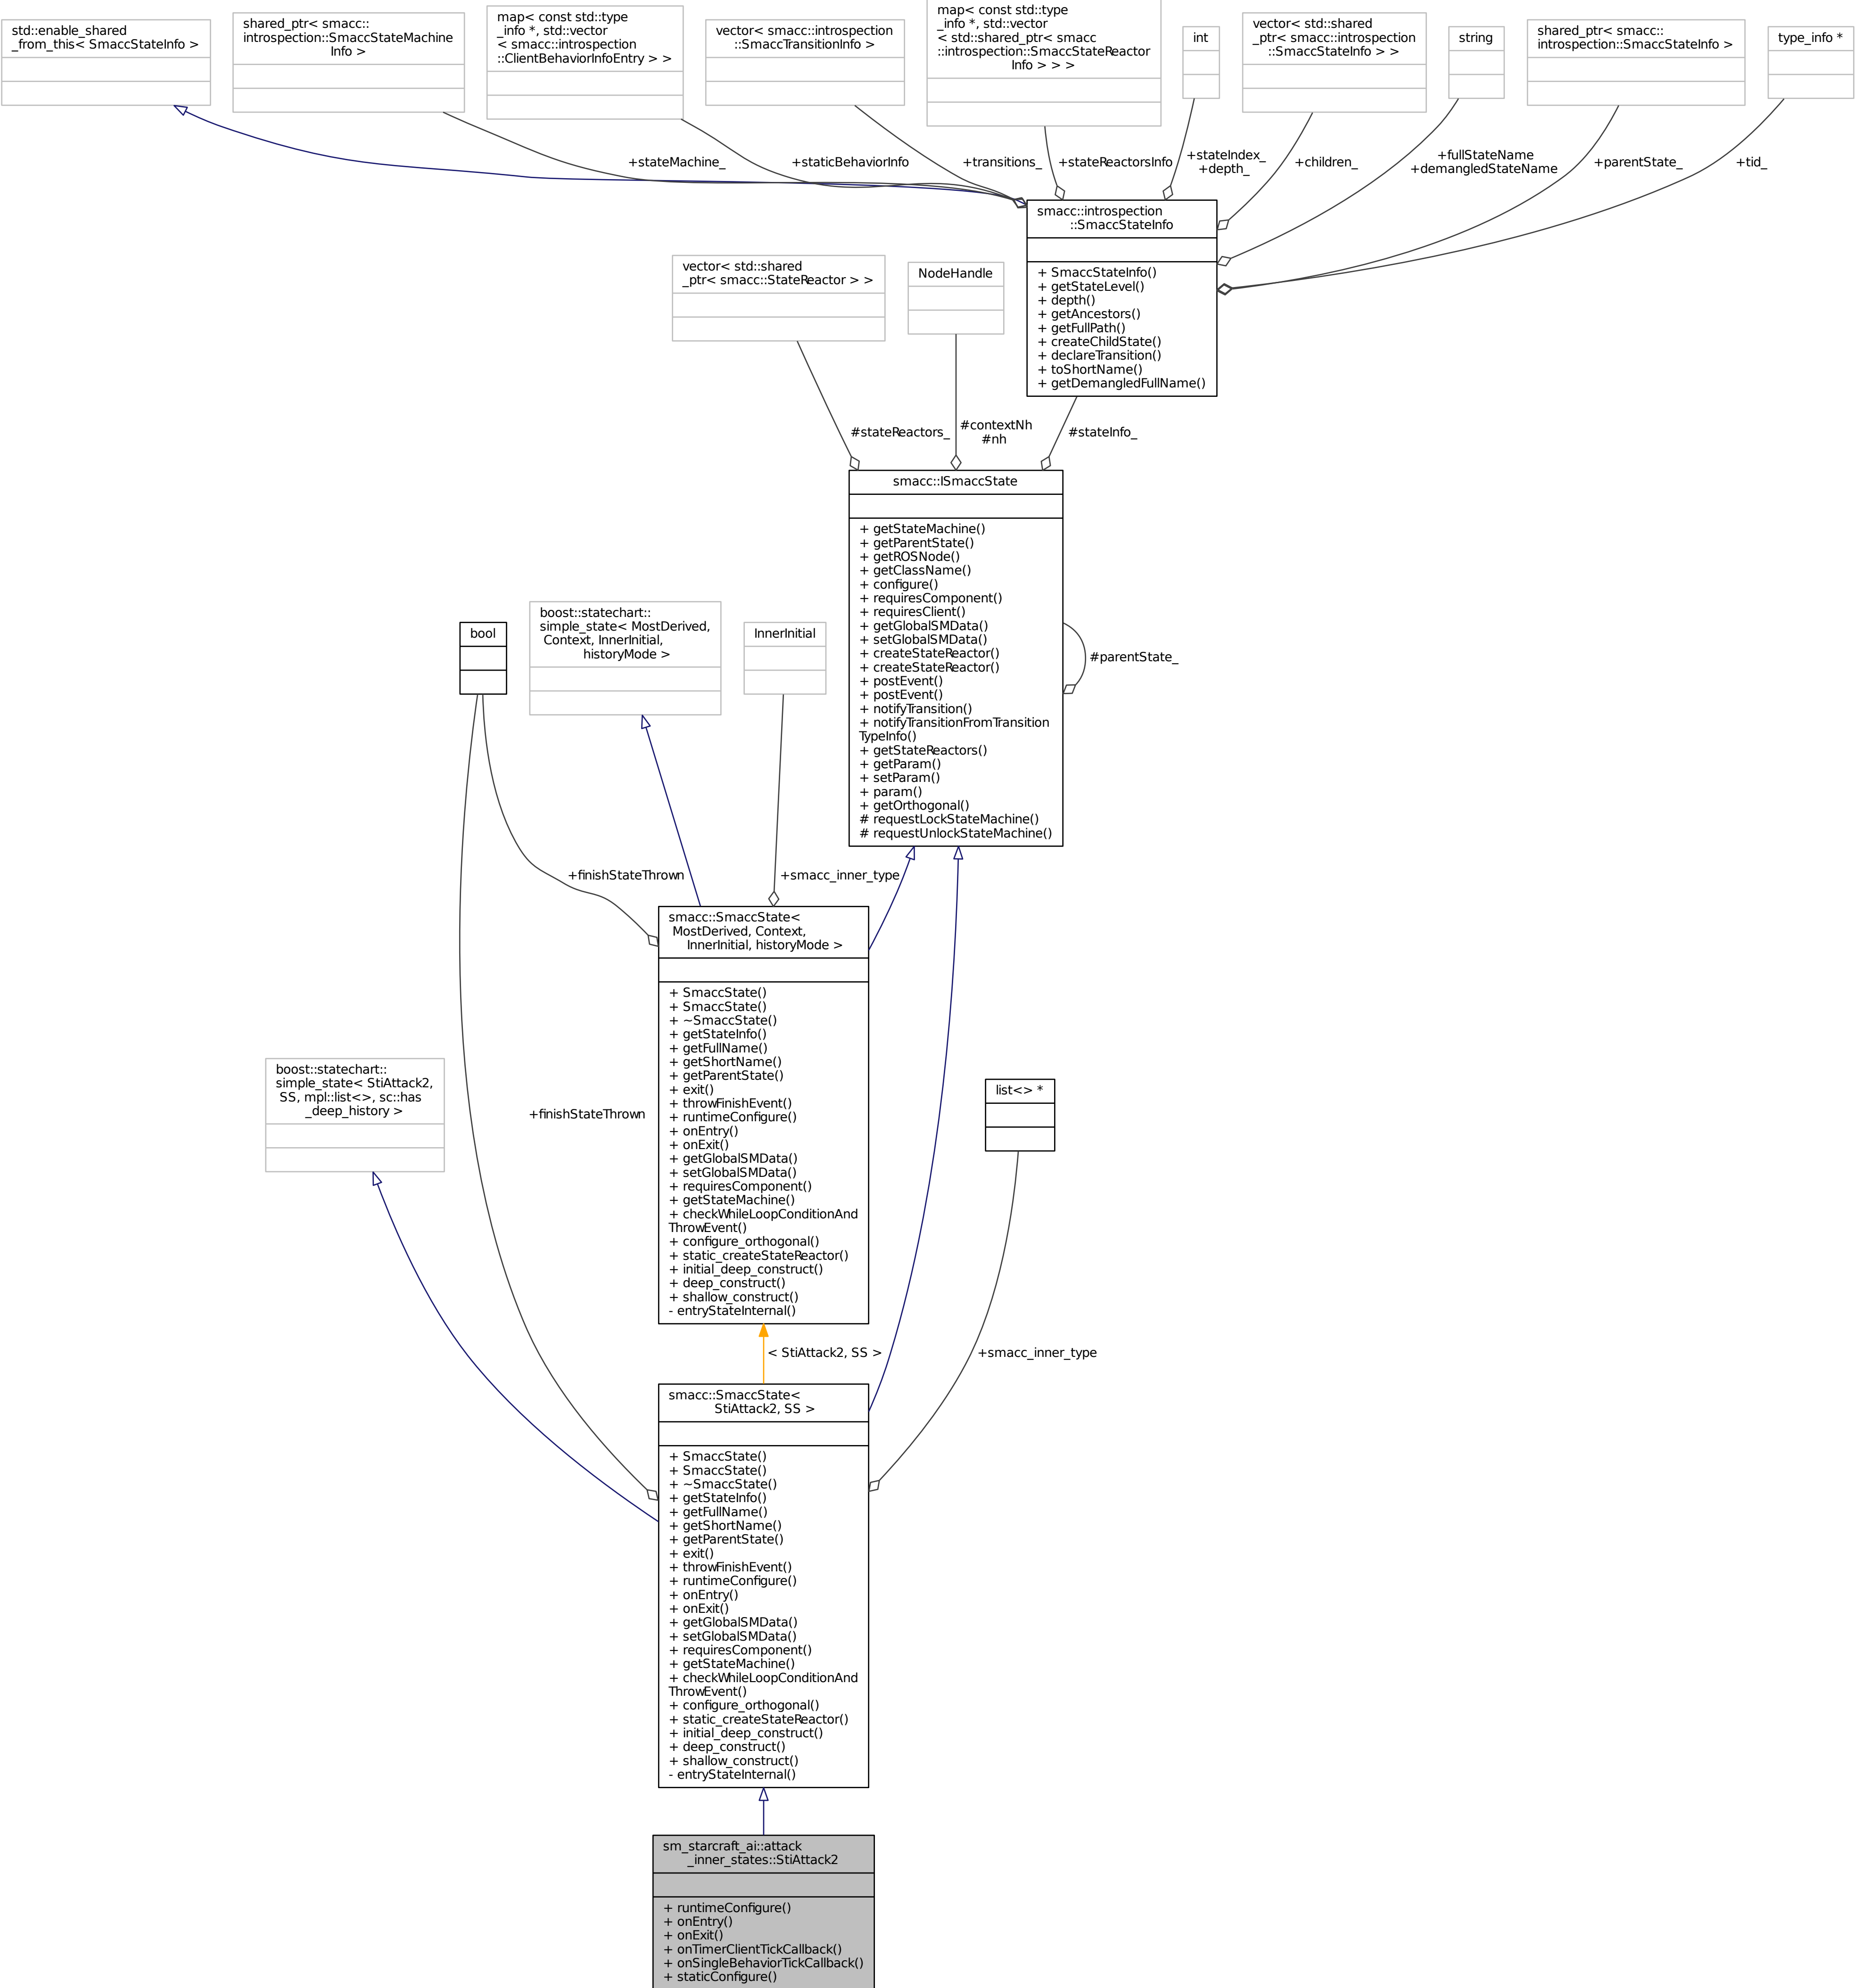 std::enable_shared
_from_this< SmaccStateInfo >
shared_ptr< smacc::
introspection::SmaccStateMachine
Info >
map< const std::type
_info *, std::vector
< smacc::introspection
::ClientBehaviorInfoEntry > >
vector< smacc::introspection
::SmaccTransitionInfo >
map< const std::type
_info *, std::vector
< std::shared_ptr< smacc
::introspection::SmaccStateReactor
Info > > >
int
vector< std::shared
_ptr< smacc::introspection
::SmaccStateInfo > >
string
shared_ptr< smacc::
introspection::SmaccStateInfo >
type_info *
+stateMachine_
+staticBehaviorInfo
+transitions_
+stateReactorsInfo
+stateIndex_
+depth_
+children_
+fullStateName
+demangledStateName
+parentState_
+tid_
smacc::introspection
::SmaccStateInfo
+ SmaccStateInfo()
+ getStateLevel()
+ depth()
+ getAncestors()
+ getFullPath()
+ createChildState()
+ declareTransition()
+ toShortName()
+ getDemangledFullName()
vector< std::shared
_ptr< smacc::StateReactor > >
NodeHandle
#stateReactors_
#contextNh
#nh
#stateInfo_
smacc::ISmaccState
+ getStateMachine()
+ getParentState()
+ getROSNode()
+ getClassName()
+ configure()
+ requiresComponent()
+ requiresClient()
+ getGlobalSMData()
+ setGlobalSMData()
+ createStateReactor()
+ createStateReactor()
+ postEvent()
+ postEvent()
+ notifyTransition()
+ notifyTransitionFromTransition
TypeInfo()
+ getStateReactors()
+ getParam()
+ setParam()
+ param()
+ getOrthogonal()
# requestLockStateMachine()
# requestUnlockStateMachine()
#parentState_
bool
boost::statechart::
simple_state< MostDerived,
Context, InnerInitial,
historyMode >
InnerInitial
+finishStateThrown
+smacc_inner_type
smacc::SmaccState<
MostDerived, Context,
InnerInitial, historyMode >
+ SmaccState()
+ SmaccState()
+ ~SmaccState()
+ getStateInfo()
+ getFullName()
+ getShortName()
+ getParentState()
+ exit()
+ throwFinishEvent()
+ runtimeConfigure()
+ onEntry()
+ onExit()
+ getGlobalSMData()
+ setGlobalSMData()
+ requiresComponent()
+ getStateMachine()
+ checkWhileLoopConditionAnd
ThrowEvent()
+ configure_orthogonal()
+ static_createStateReactor()
+ initial_deep_construct()
+ deep_construct()
+ shallow_construct()
- entryStateInternal()
boost::statechart::
simple_state< StiAttack2,
SS, mpl::list<>, sc::has
_deep_history >
+finishStateThrown
list<> *
< StiAttack2, SS >
+smacc_inner_type
smacc::SmaccState<
StiAttack2, SS >
+ SmaccState()
+ SmaccState()
+ ~SmaccState()
+ getStateInfo()
+ getFullName()
+ getShortName()
+ getParentState()
+ exit()
+ throwFinishEvent()
+ runtimeConfigure()
+ onEntry()
+ onExit()
+ getGlobalSMData()
+ setGlobalSMData()
+ requiresComponent()
+ getStateMachine()
+ checkWhileLoopConditionAnd
ThrowEvent()
+ configure_orthogonal()
+ static_createStateReactor()
+ initial_deep_construct()
+ deep_construct()
+ shallow_construct()
- entryStateInternal()
sm_starcraft_ai::attack
_inner_states::StiAttack2
+ runtimeConfigure()
+ onEntry()
+ onExit()
+ onTimerClientTickCallback()
+ onSingleBehaviorTickCallback()
+ staticConfigure()